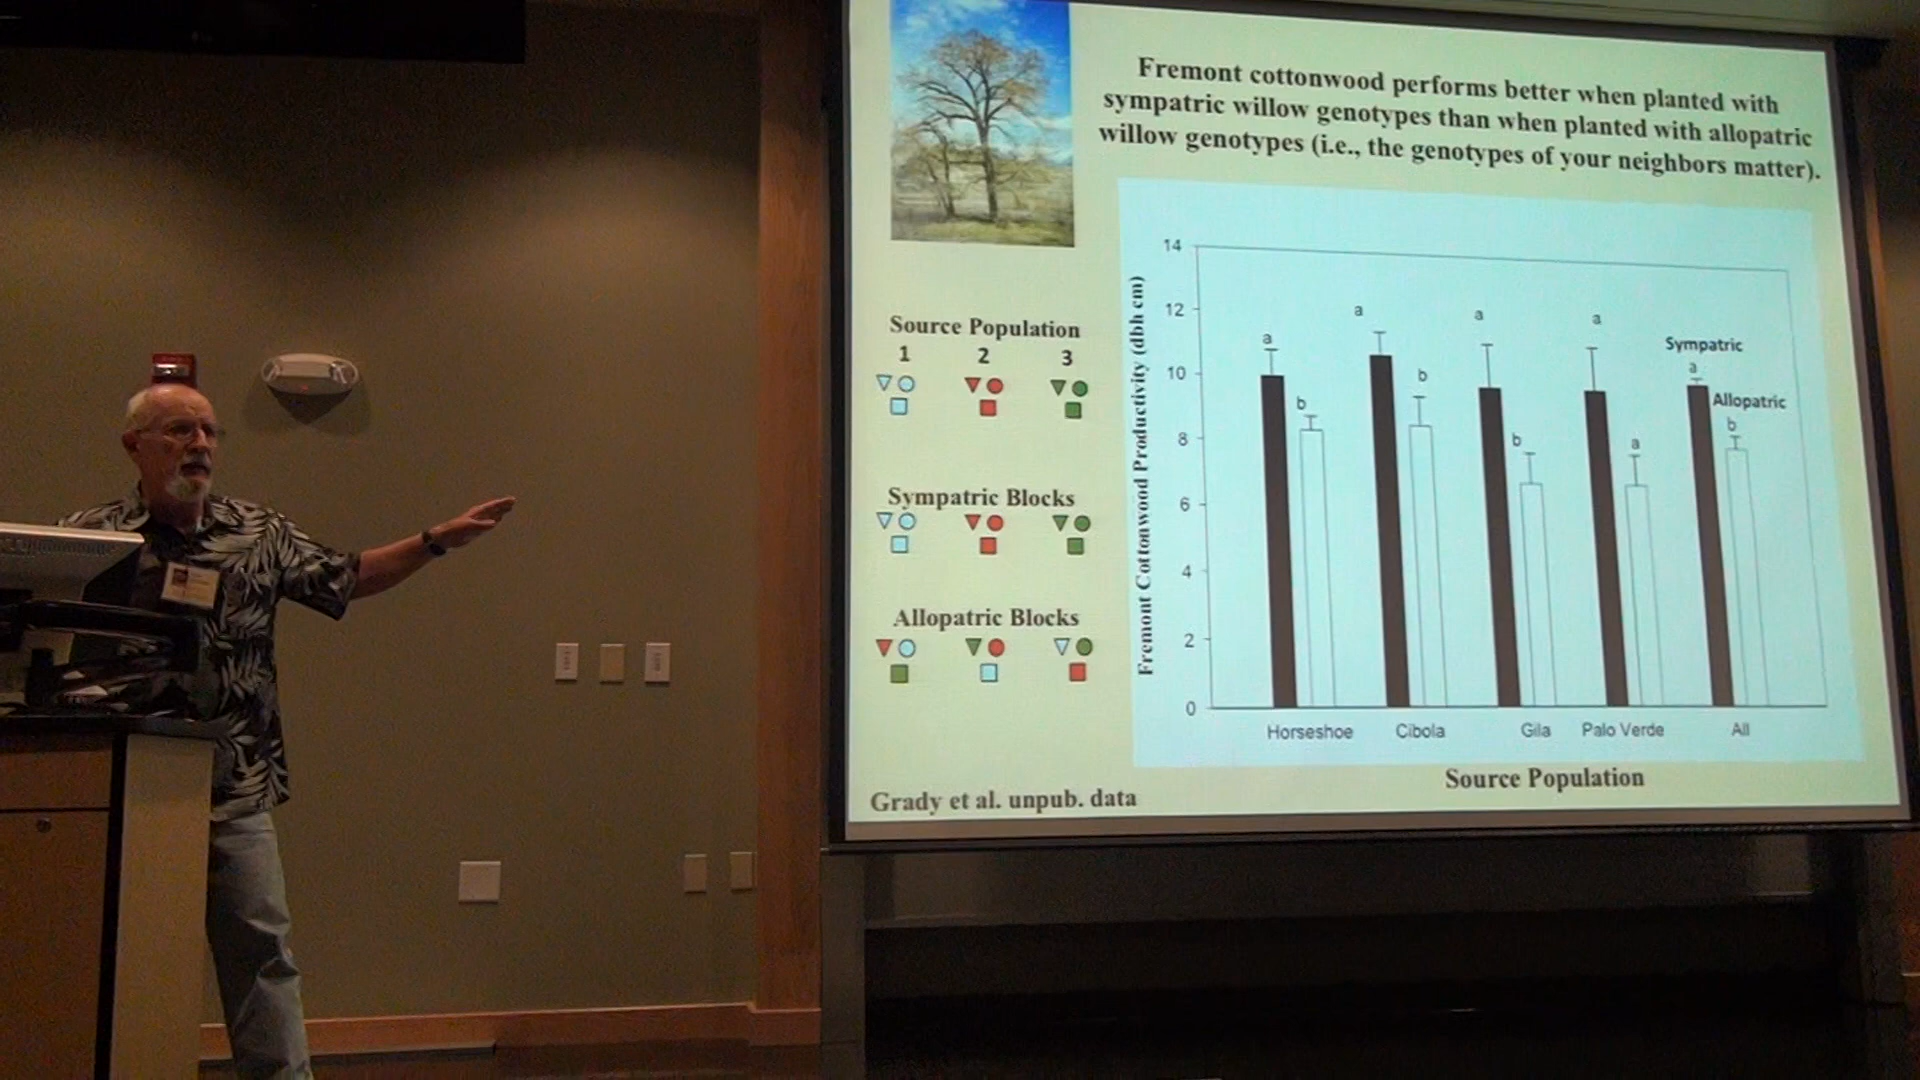 Fremont cottonwood performs better when planted with
sympatric willow genotypes than when planted with allopatric
willow genotypes (i.e., the genotypes of your neighbors matter).
Source Population
1 2 3
Sympatric Blocks
Allopatric Blocks
Grady et al. unpub. data
Fremont Cottonwood Productivity (dbh cm)
14
12
10
8
6
4
2
0
a
b
a
b
a
b
a
a
Sympatric
a
Allopatric
b
Horseshoe Cibola Gila Palo Verde All
Source Population